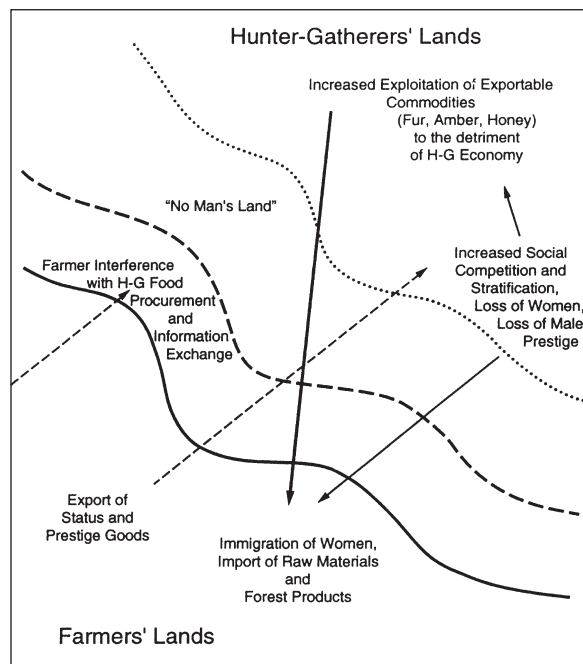 Hunter-Gatherers' Lands
Increased Exploitation of Exportable
Commodities
(Fur, Amber, Honey)
to the detriment
of H-G Economy
"No Man's Land"
Farmer Interference
with H-G Food
Procurement
and
Information
Exchange
Increased Social
Competition and
Stratification,
Loss of Women,
Loss of Male
Prestige
Export of
Status and
Prestige Goods
Immigration of Women,
Import of Raw Materials
and
Forest Products
Farmers' Lands